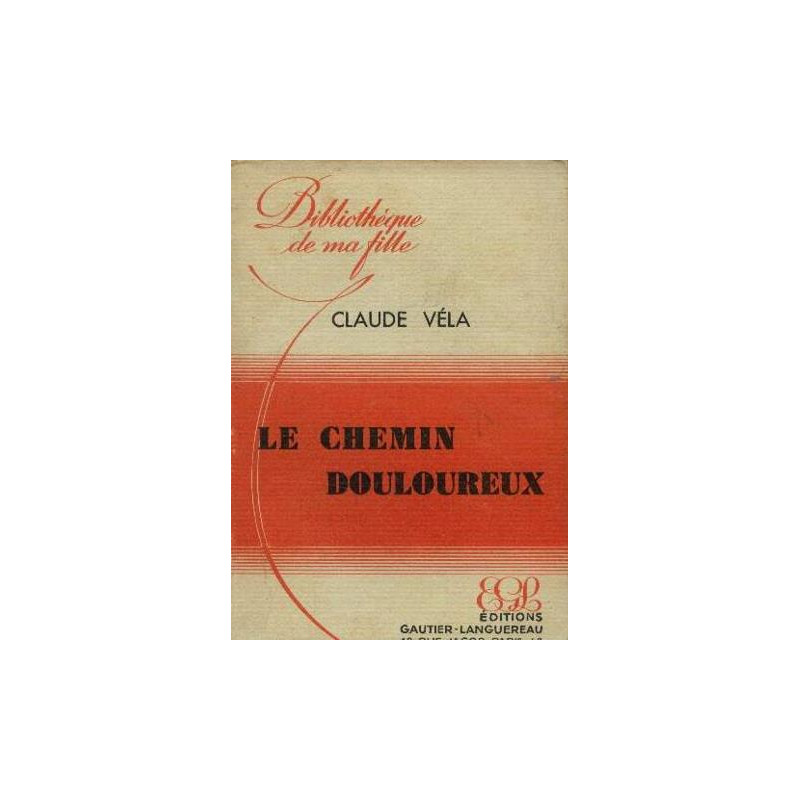 Bibliothèque
de ma fille
CLAUDE VÉLA
LE CHEMIN
DOULOUREUX
EGL
ÉDITIONS
GAUTIER-LANGUEREAU